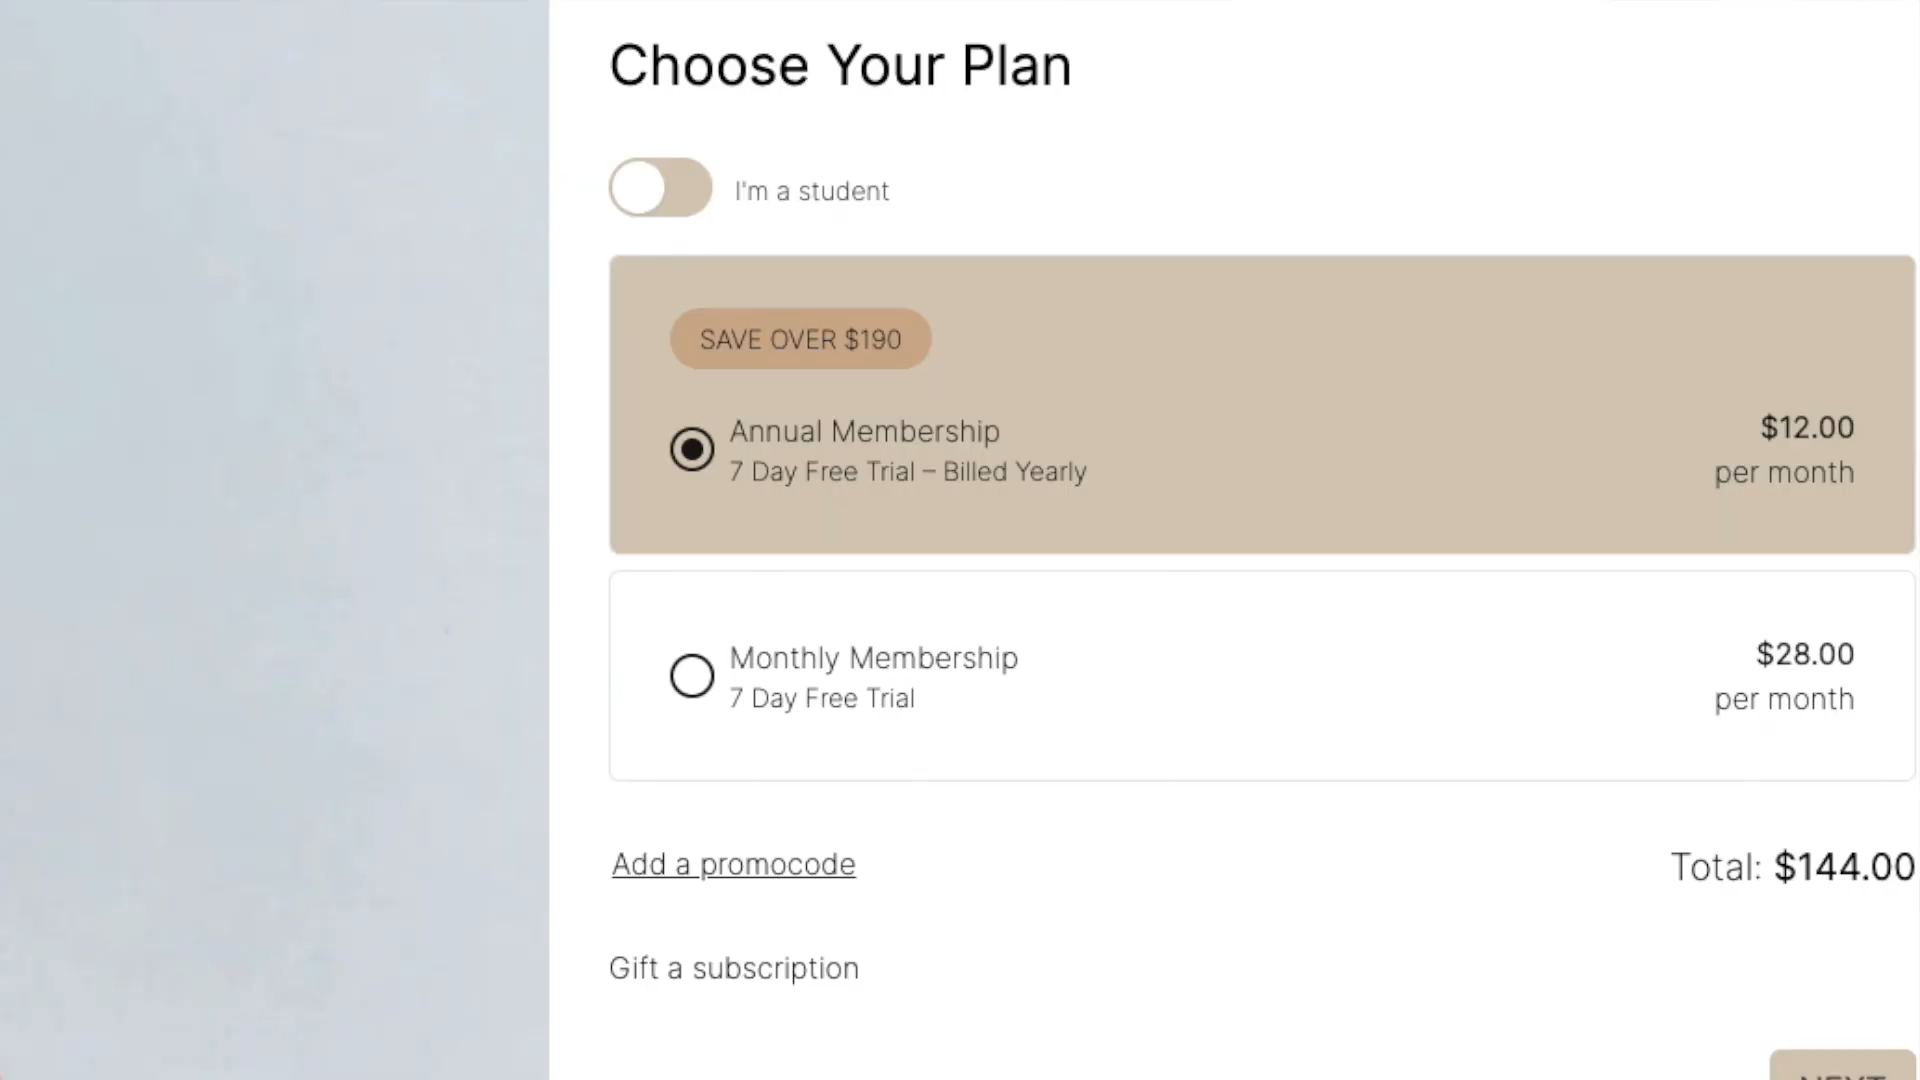 Choose Your Plan
I'm a student
SAVE OVER $190
Annual Membership
7 Day Free Trial – Billed Yearly
$12.00
per month
Monthly Membership
7 Day Free Trial
$28.00
per month
Add a promocode
Total: $144.00
Gift a subscription
NEXT